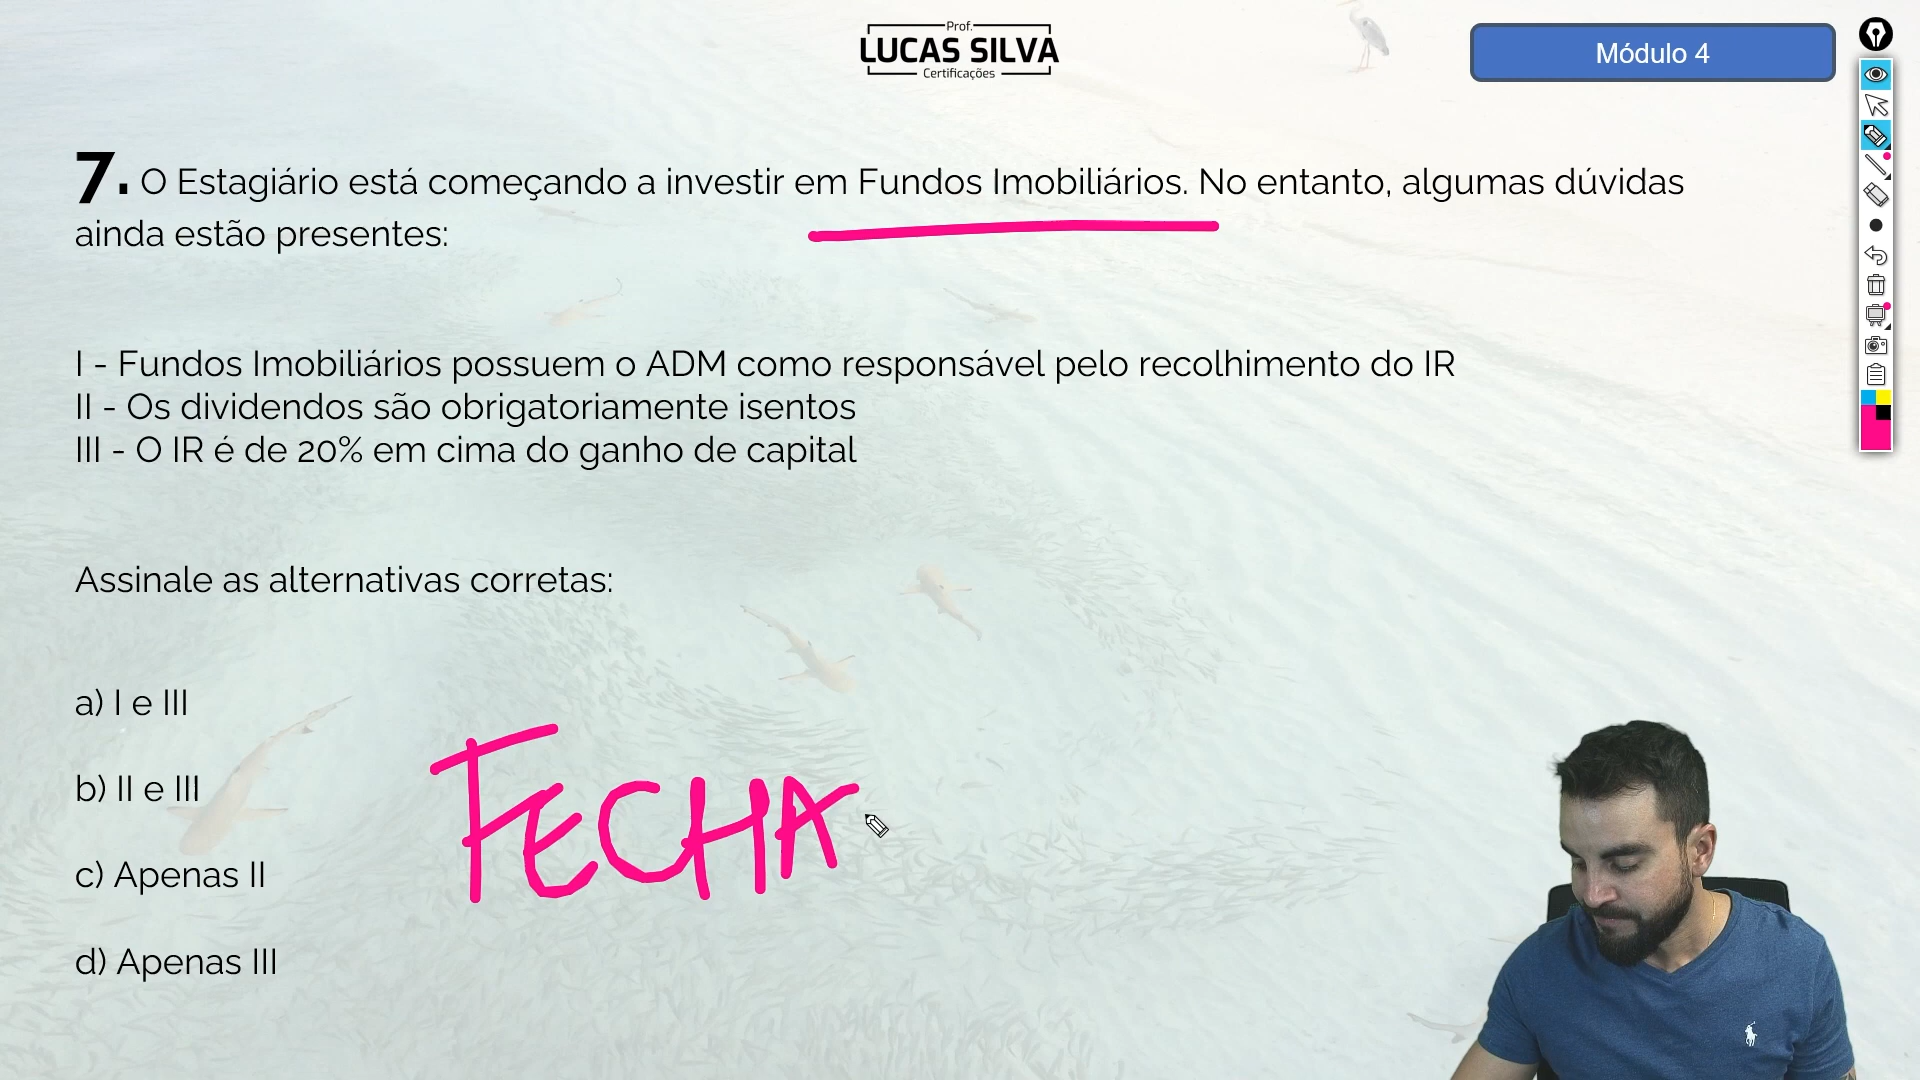 Prof.
LUCAS SILVA
Certificações
Módulo 4
7. O Estagiário está começando a investir em Fundos Imobiliários. No entanto, algumas dúvidas
ainda estão presentes:
I - Fundos Imobiliários possuem o ADM como responsável pelo recolhimento do IR
II - Os dividendos são obrigatoriamente isentos
III - O IR é de 20% em cima do ganho de capital
Assinale as alternativas corretas:
a) I e III
b) II e III
c) Apenas II
d) Apenas III
FECHA